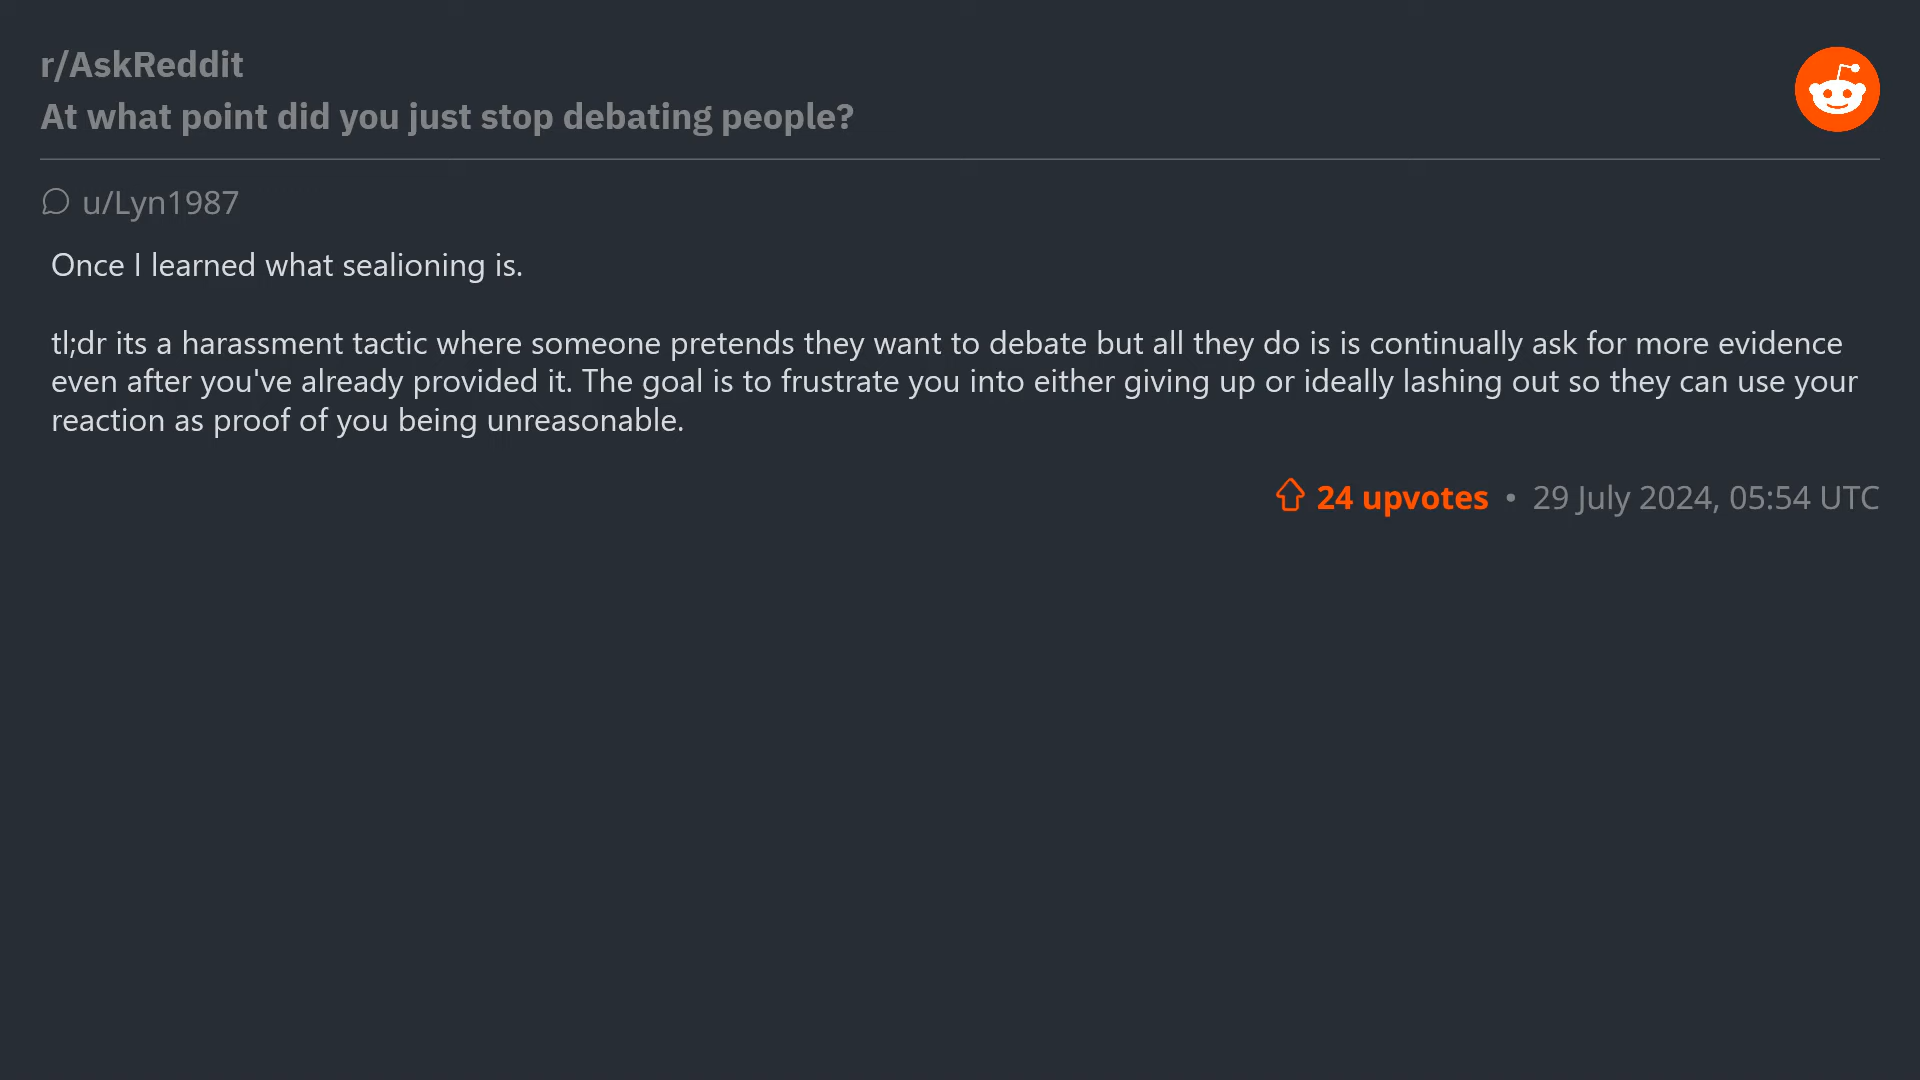 r/AskReddit
At what point did you just stop debating people?
u/Lyn1987
Once I learned what sealioning is.
tl;dr its a harassment tactic where someone pretends they want to debate but all they do is is continually ask for more evidence
even after you've already provided it. The goal is to frustrate you into either giving up or ideally lashing out so they can use your
reaction as proof of you being unreasonable.
24 upvotes • 29 July 2024, 05:54 UTC